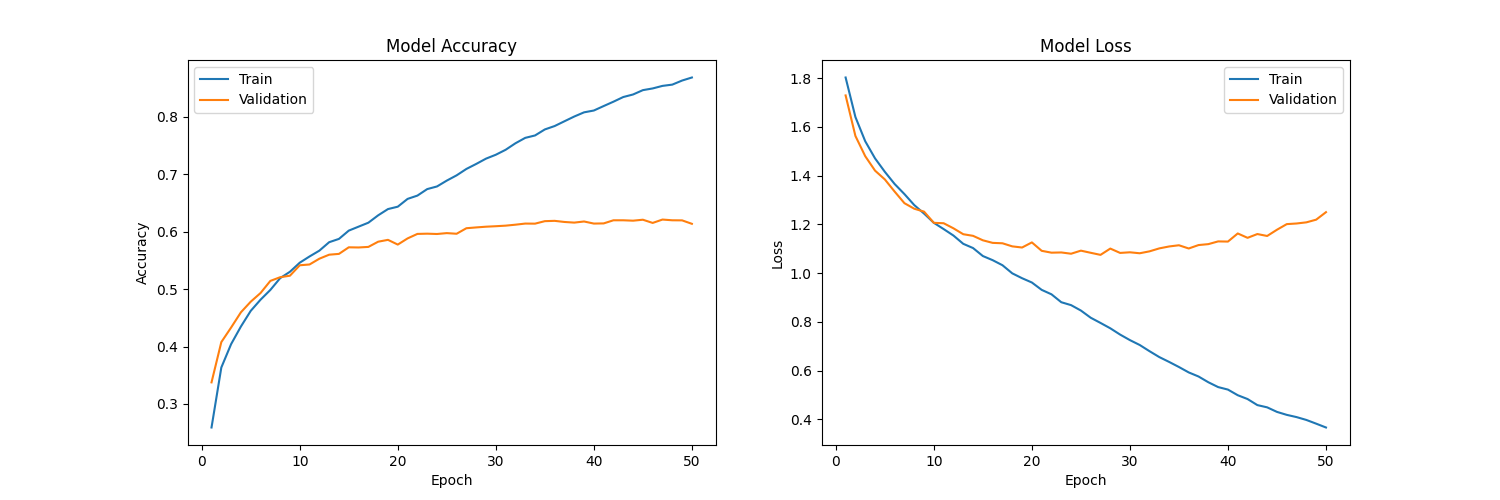 Model Accuracy
Train
Validation
0.8
0.7
0.6
0.5
0.4
0.3
Accuracy
0 10 20 30 40 50
Epoch
Model Loss
Train
Validation
1.8
1.6
1.4
1.2
1.0
0.8
0.6
0.4
Loss
0 10 20 30 40 50
Epoch